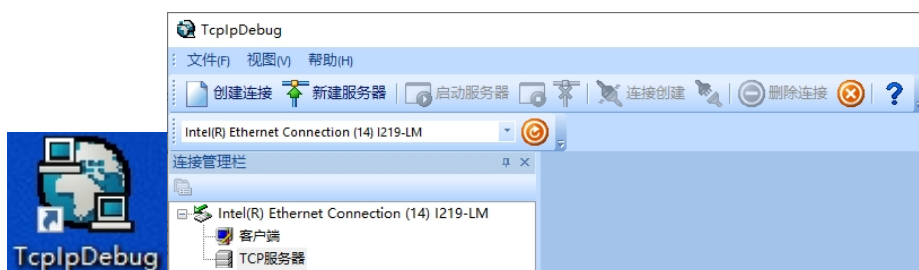 TcpIpDebug
文件(F) 视图(V) 帮助(H)
创建连接 新建服务器 启动服务器 连接创建 删除连接 ?
Intel(R) Ethernet Connection (14) I219-LM
连接管理栏
Intel(R) Ethernet Connection (14) I219-LM
客户端
TCP服务器
TcpIpDebug